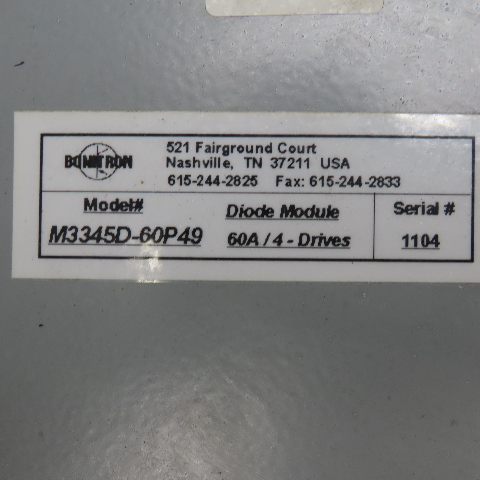 BONITRON
521 Fairground Court
Nashville, TN 37211 USA
615-244-2825 Fax: 615-244-2833
Model#
M3345D-60P49
Diode Module
60A / 4 - Drives
Serial #
1104